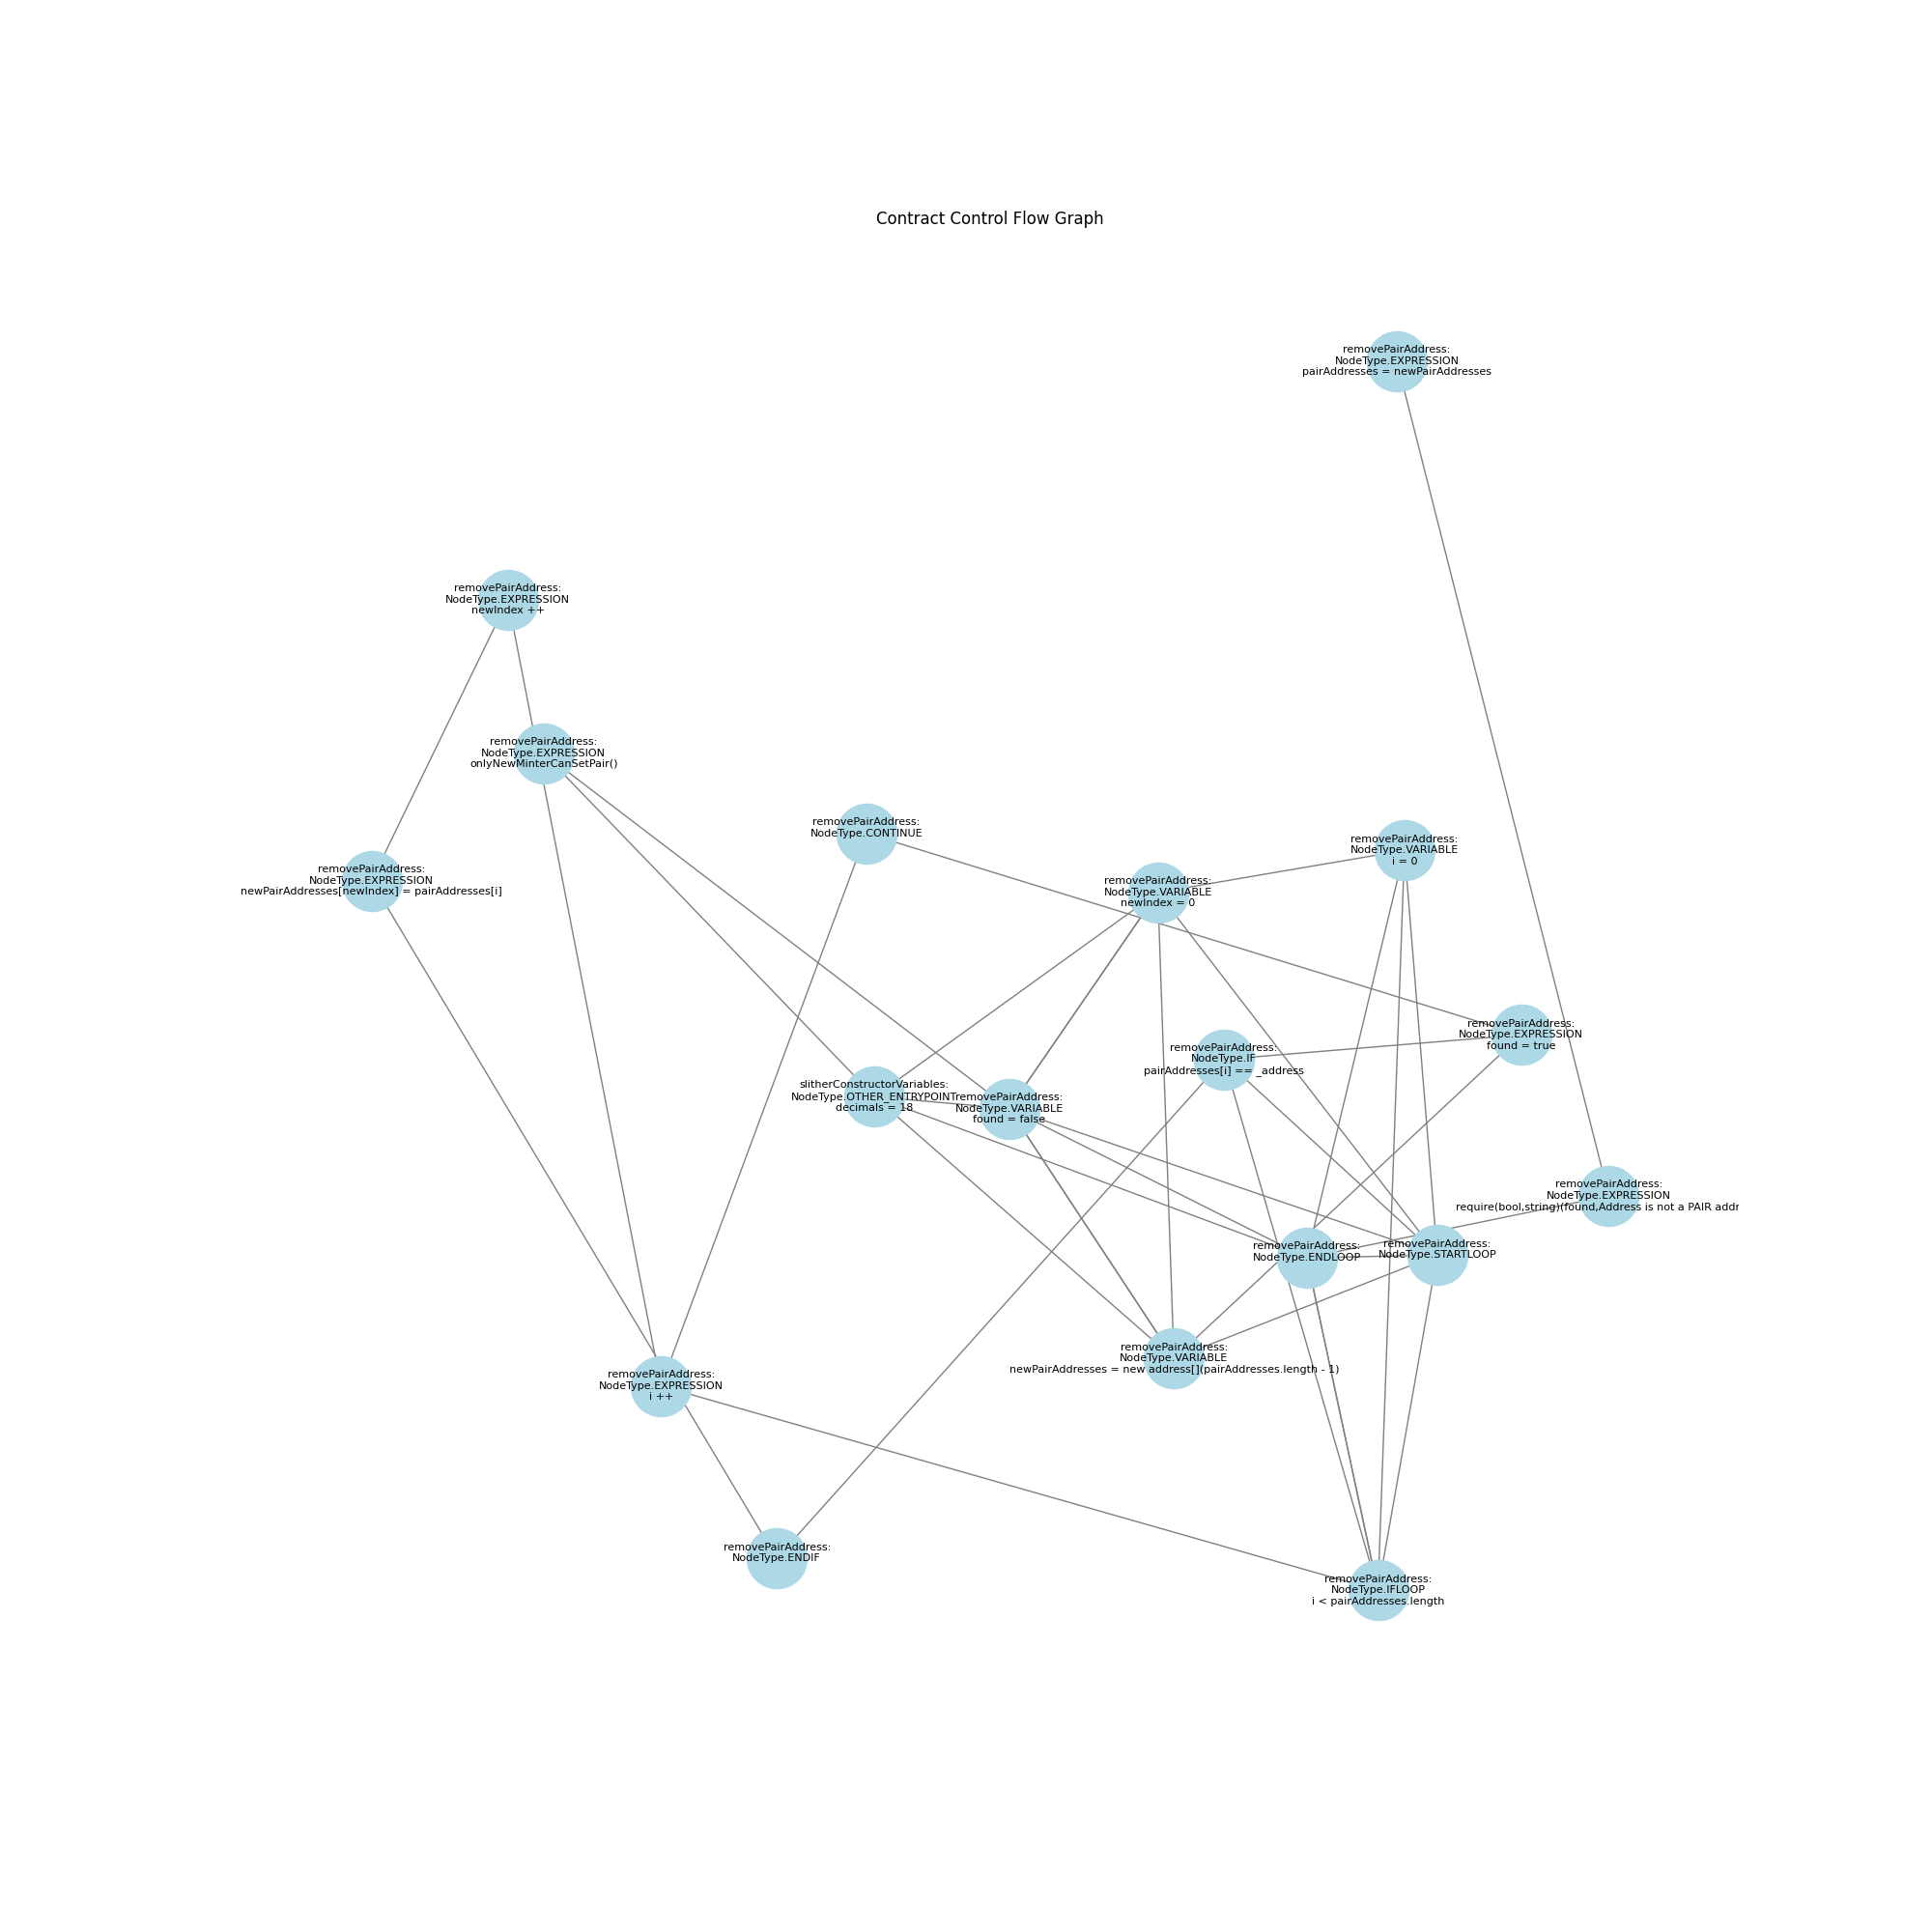 Contract Control Flow Graph
removePairAddress:
NodeType.EXPRESSION
pairAddresses = newPairAddresses
removePairAddress:
NodeType.EXPRESSION
newIndex ++
removePairAddress:
NodeType.EXPRESSION
onlyNewMinterCanSetPair()
removePairAddress:
NodeType.CONTINUE
removePairAddress:
NodeType.VARIABLE
i = 0
removePairAddress:
NodeType.EXPRESSION
newPairAddresses[newIndex] = pairAddresses[i]
removePairAddress:
NodeType.VARIABLE
newIndex = 0
removePairAddress:
NodeType.EXPRESSION
found = true
removePairAddress:
NodeType.IF
pairAddresses[i] == _address
slitherConstructorVariables:
NodeType.OTHER_ENTRYPOINT
decimals = 18
removePairAddress:
NodeType.VARIABLE
found = false
removePairAddress:
NodeType.EXPRESSION
require(bool,string)(found,Address is not a PAIR addr
removePairAddress:
NodeType.ENDLOOP
removePairAddress:
NodeType.STARTLOOP
removePairAddress:
NodeType.VARIABLE
newPairAddresses = new address[](pairAddresses.length - 1)
removePairAddress:
NodeType.EXPRESSION
i ++
removePairAddress:
NodeType.ENDIF
removePairAddress:
NodeType.IFLOOP
i < pairAddresses.length